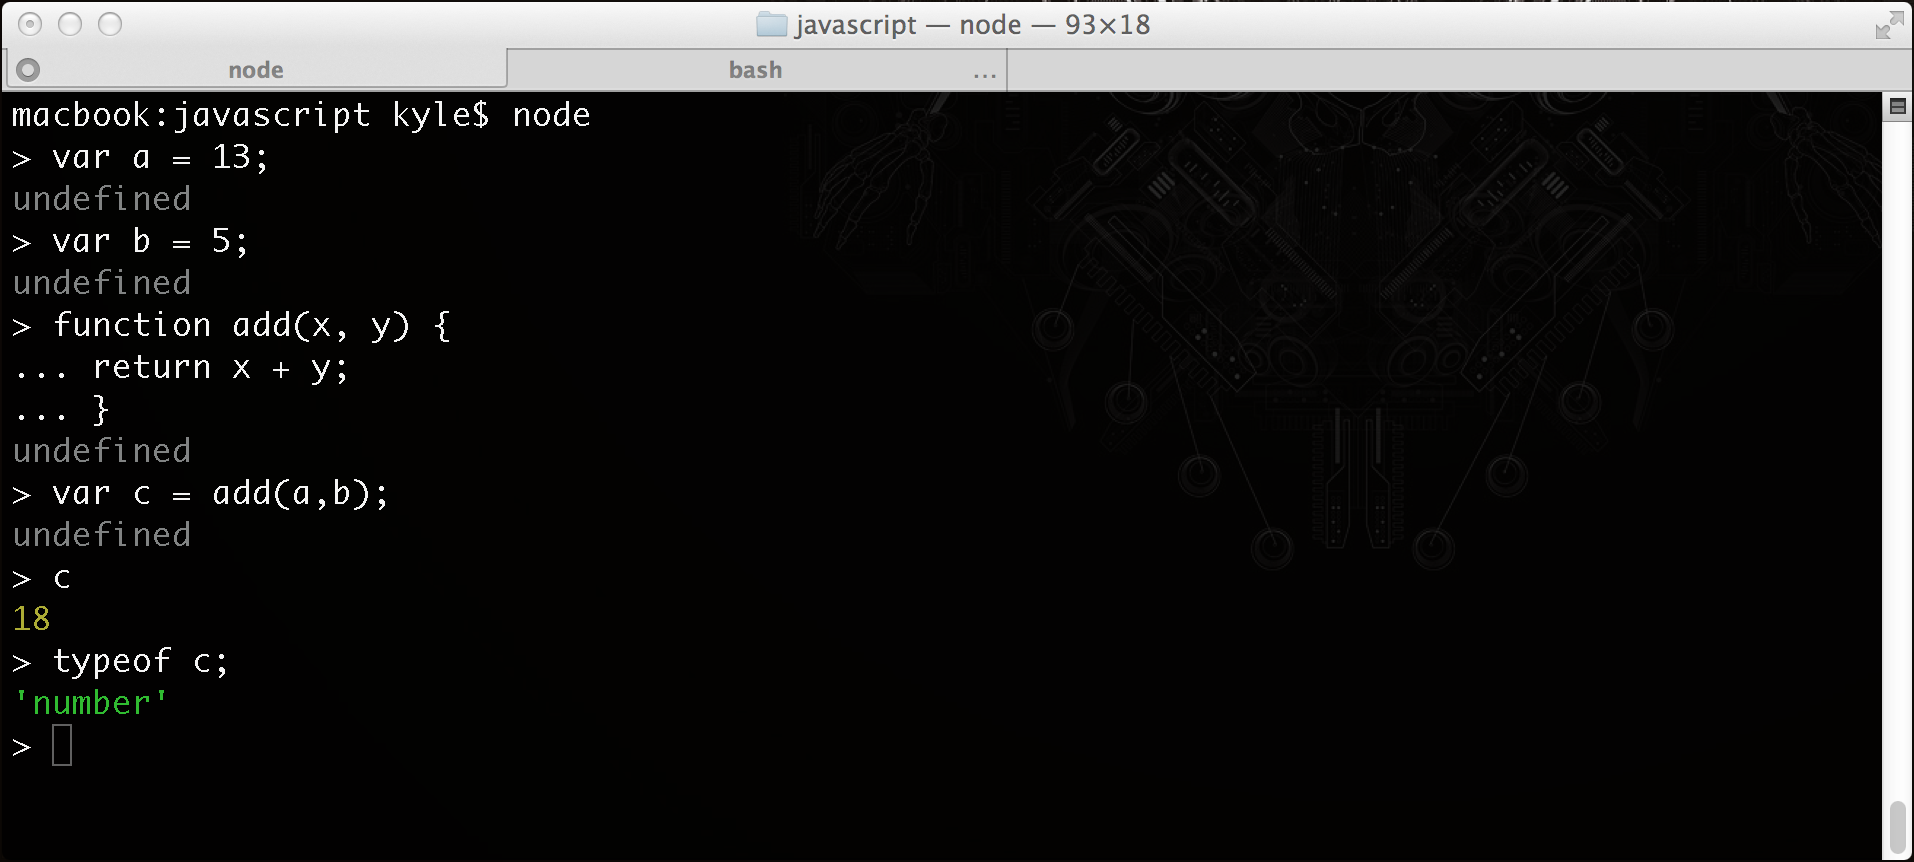 javascript — node — 93×18
node
bash
...
macbook:javascript kyle$ node
> var a = 13;
undefined
> var b = 5;
undefined
> function add(x, y) {
... return x + y;
... }
undefined
> var c = add(a,b);
undefined
> c
18
> typeof c;
'number'
>